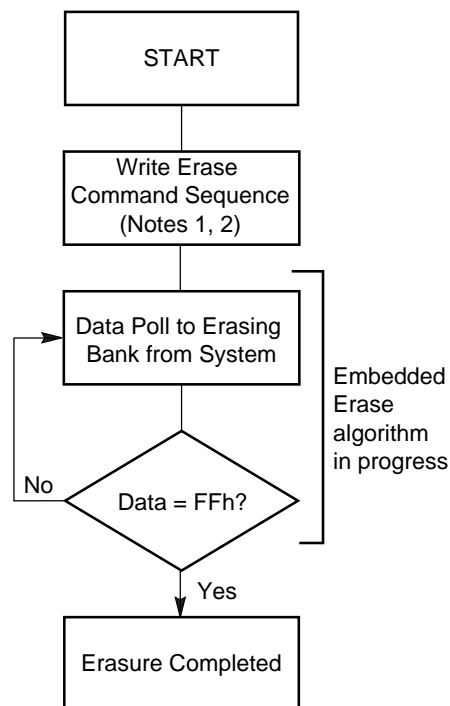 START
Write Erase
Command Sequence
(Notes 1, 2)
Data Poll to Erasing
Bank from System
Embedded
Erase
algorithm
in progress
No
Data = FFh?
Yes
Erasure Completed